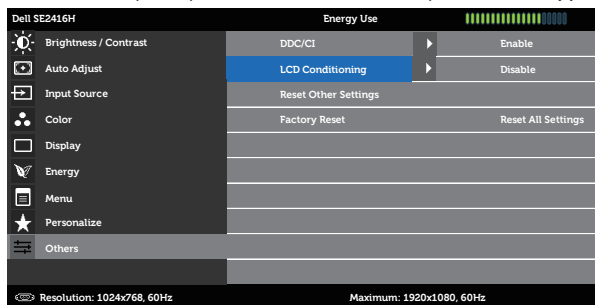 Dell SE2416H Energy Use
Brightness / Contrast DDC/CI Enable
Auto Adjust LCD Conditioning Disable
Input Source Reset Other Settings
Color Factory Reset Reset All Settings
Display
Energy
Menu
Personalize
Others
Resolution: 1024x768, 60Hz Maximum: 1920x1080, 60Hz